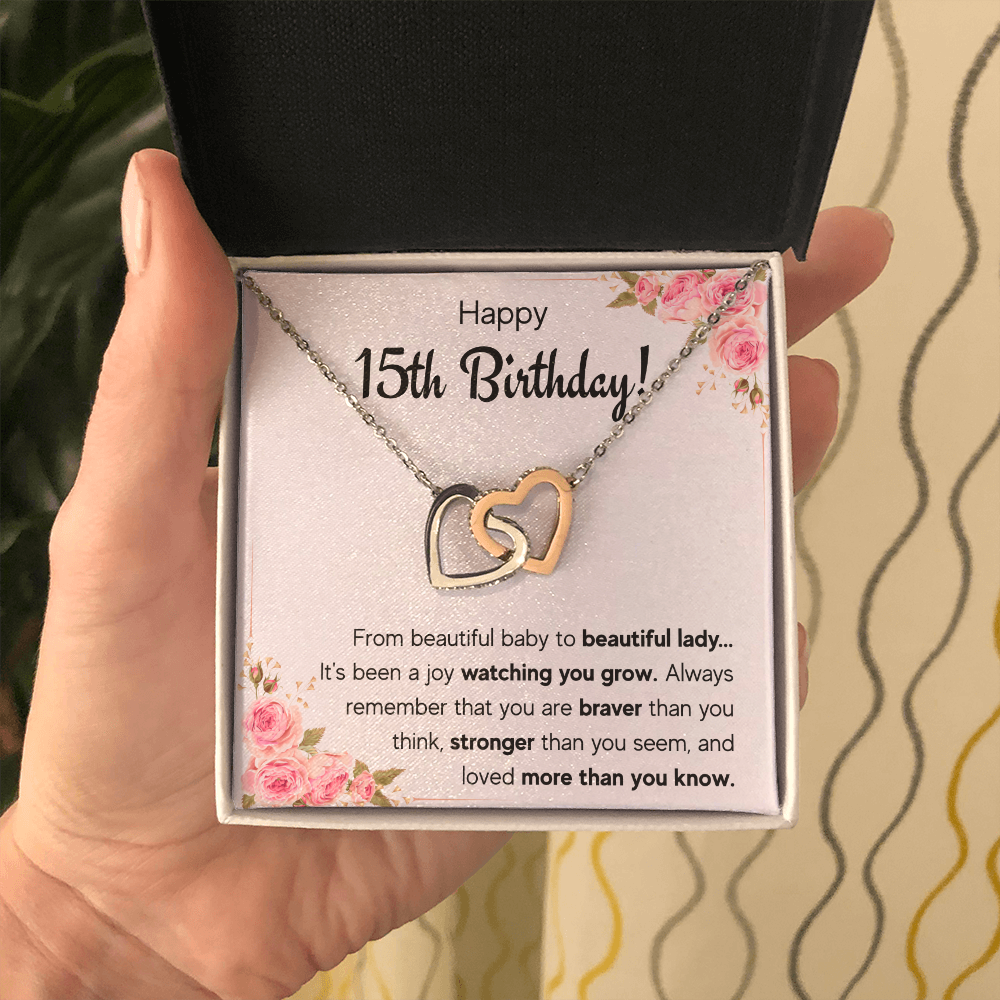 Happy
15th Birthday!
From beautiful baby to beautiful lady...
It's been a joy watching you grow. Always
remember that you are braver than you
think, stronger than you seem, and
loved more than you know.